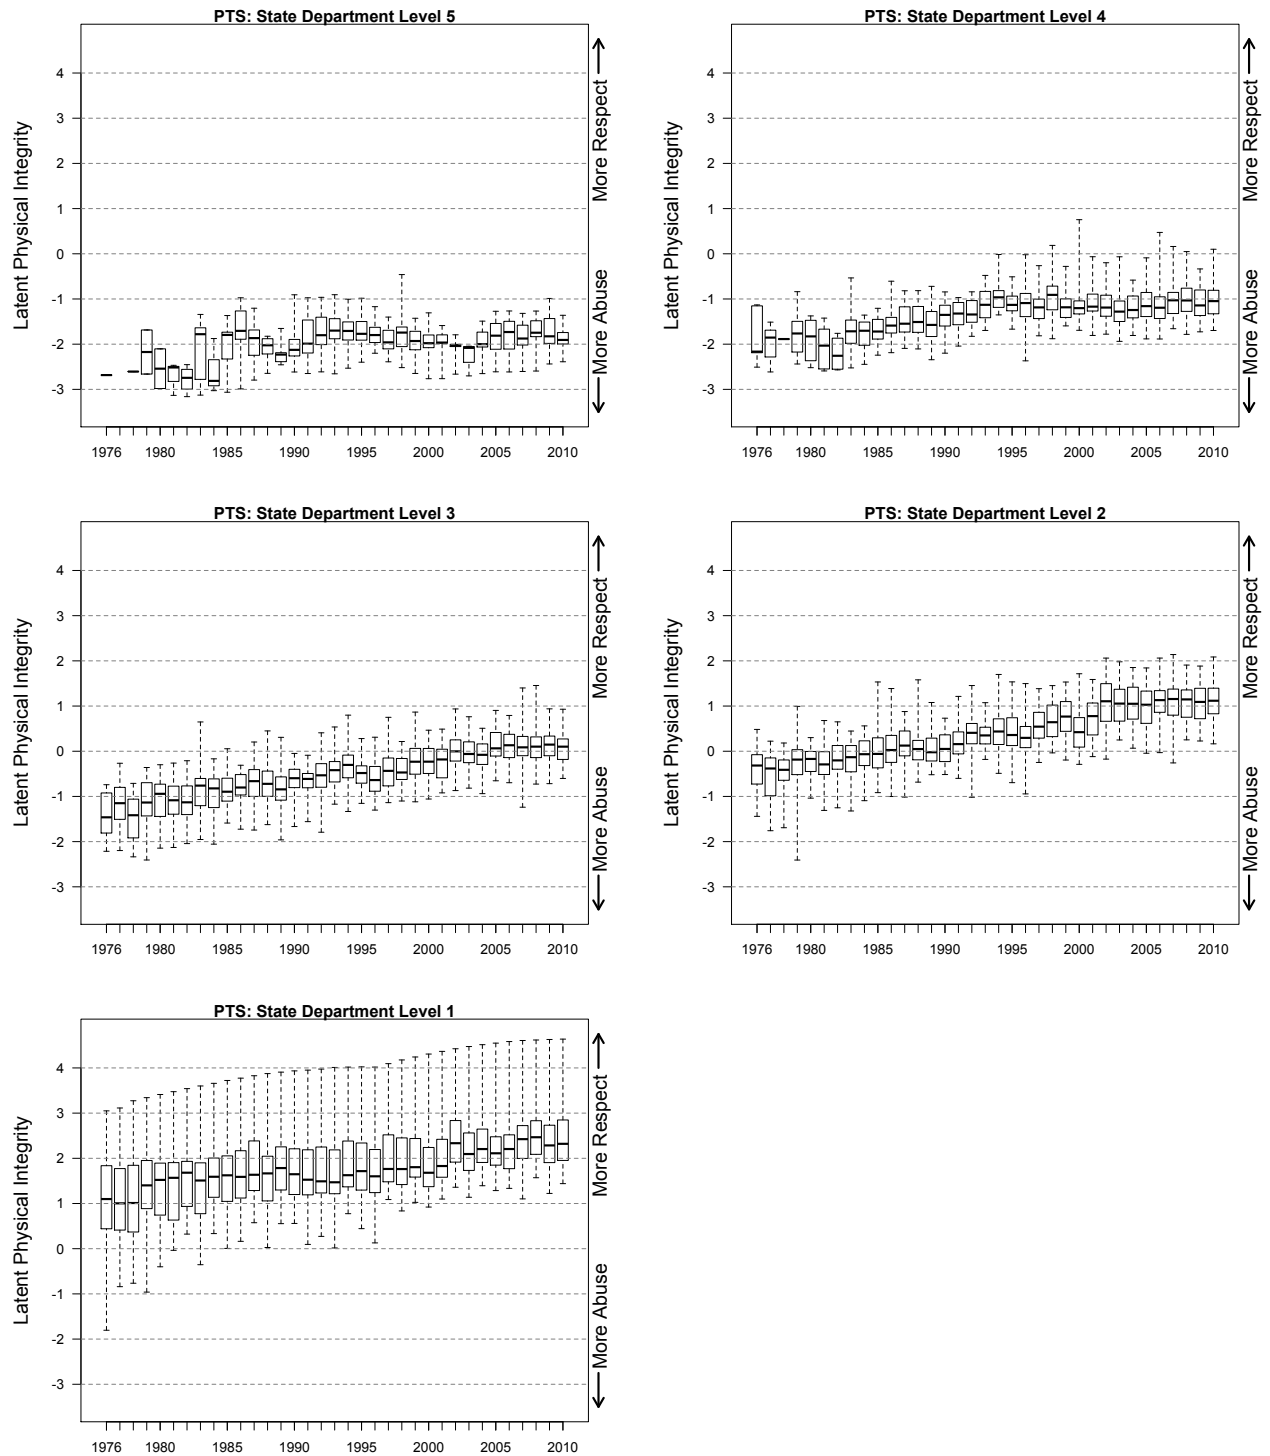 PTS: State Department Level 5
Latent Physical Integrity
4
3
2
1
0
-1
-2
-3
1976 1980 1985 1990 1995 2000 2005 2010
More Abuse
More Respect
PTS: State Department Level 4
Latent Physical Integrity
4
3
2
1
0
-1
-2
-3
1976 1980 1985 1990 1995 2000 2005 2010
More Abuse
More Respect
PTS: State Department Level 3
Latent Physical Integrity
4
3
2
1
0
-1
-2
-3
1976 1980 1985 1990 1995 2000 2005 2010
More Abuse
More Respect
PTS: State Department Level 2
Latent Physical Integrity
4
3
2
1
0
-1
-2
-3
1976 1980 1985 1990 1995 2000 2005 2010
More Abuse
More Respect
PTS: State Department Level 1
Latent Physical Integrity
4
3
2
1
0
-1
-2
-3
1976 1980 1985 1990 1995 2000 2005 2010
More Abuse
More Respect